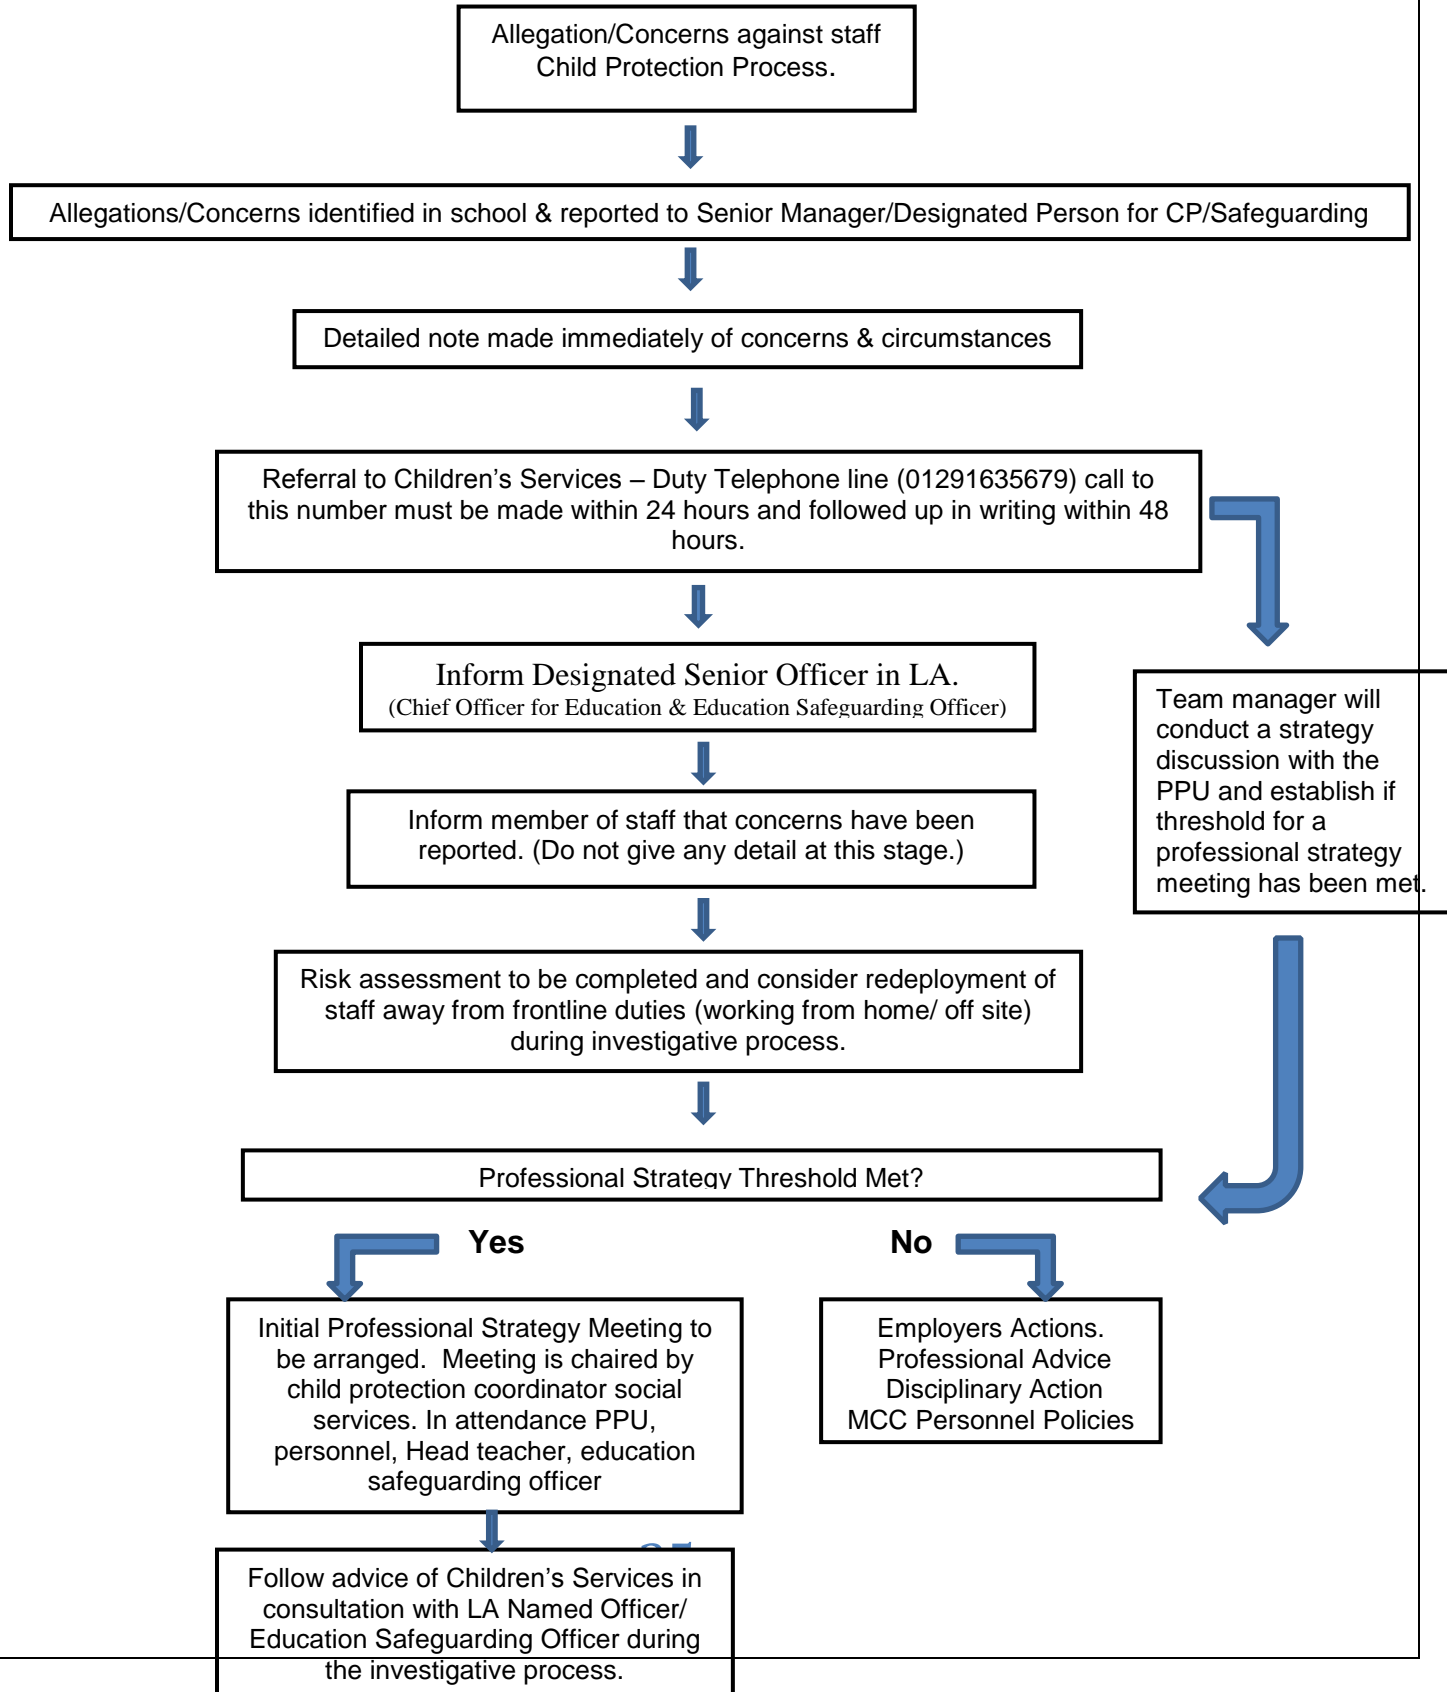 Allegation/Concerns against staff
Child Protection Process.
Allegations/Concerns identified in school & reported to Senior Manager/Designated Person for CP/Safeguarding
Detailed note made immediately of concerns & circumstances
Referral to Children’s Services – Duty Telephone line (01291635679) call to
this number must be made within 24 hours and followed up in writing within 48
hours.
Inform Designated Senior Officer in LA.
(Chief Officer for Education & Education Safeguarding Officer)
Team manager will
conduct a strategy
discussion with the
PPU and establish if
threshold for a
professional strategy
meeting has been met.
Inform member of staff that concerns have been
reported. (Do not give any detail at this stage.)
Risk assessment to be completed and consider redeployment of
staff away from frontline duties (working from home/ off site)
during investigative process.
Professional Strategy Threshold Met?
Yes
No
Initial Professional Strategy Meeting to
be arranged.  Meeting is chaired by
child protection coordinator social
services. In attendance PPU,
personnel, Head teacher, education
safeguarding officer
Employers Actions.
Professional Advice
Disciplinary Action
MCC Personnel Policies
Follow advice of Children’s Services in
consultation with LA Named Officer/
Education Safeguarding Officer during
the investigative process.